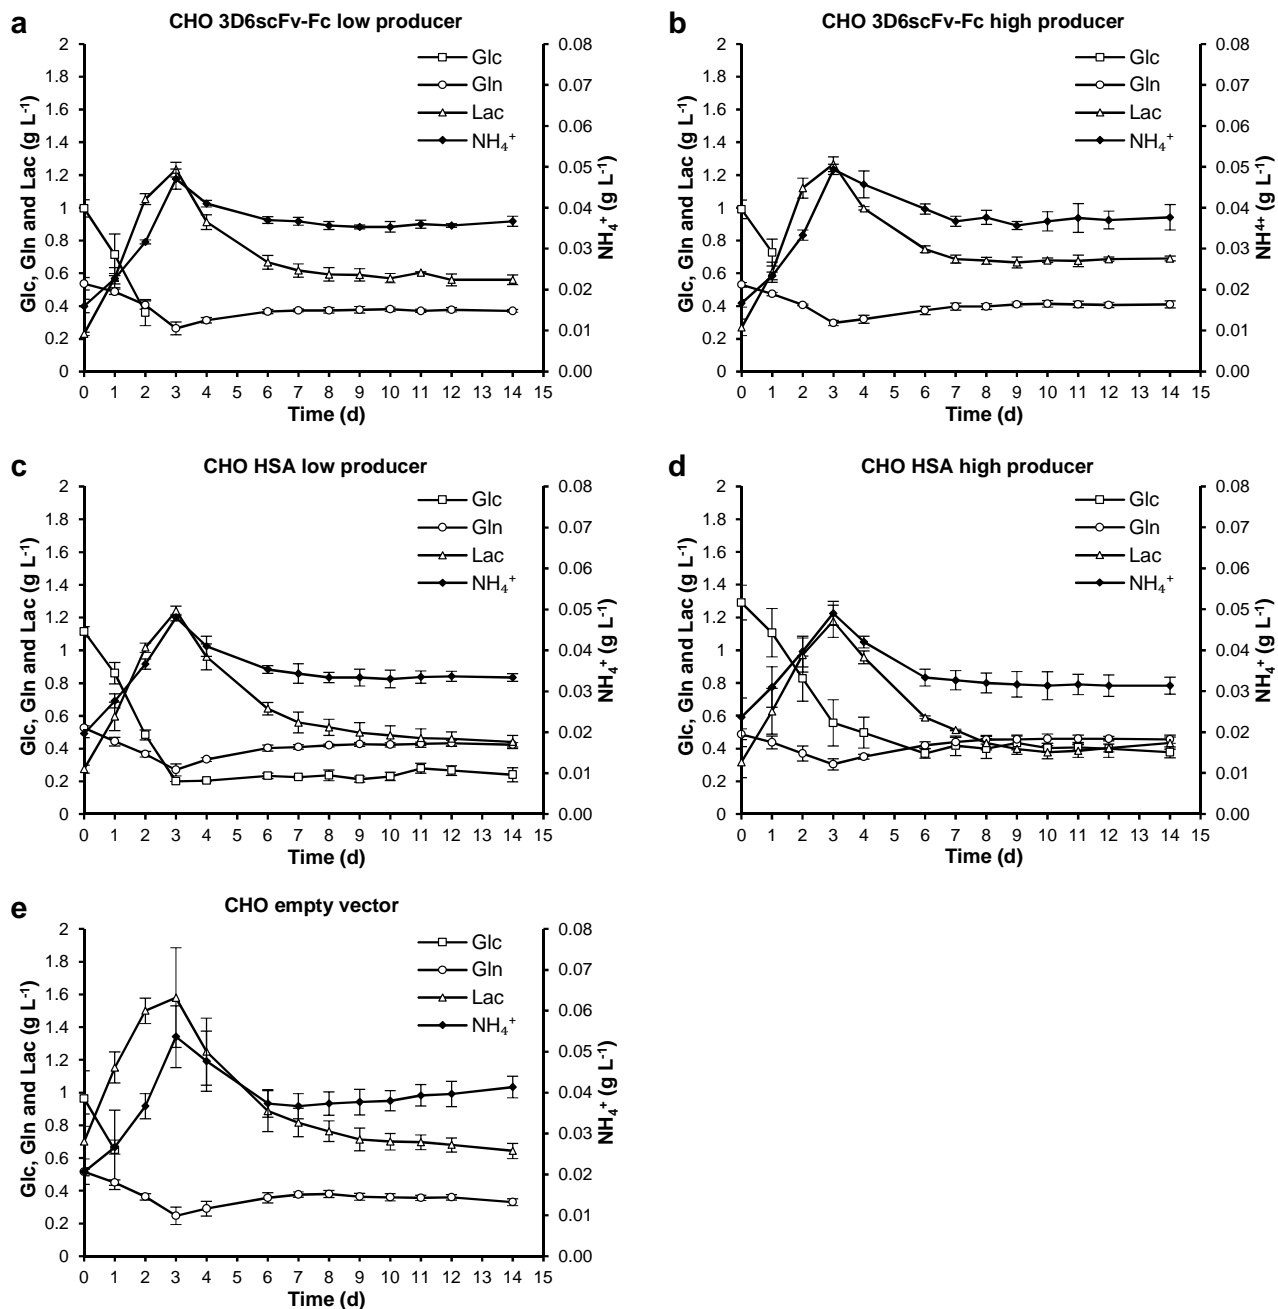 a
CHO 3D6scFv-Fc low producer
Glc, Gln and Lac (g L⁻¹)
2
1.8
1.6
1.4
1.2
1
0.8
0.6
0.4
0.2
0
Glc
Gln
Lac
NH₄⁺
0.08
0.07
0.06
0.05
0.04
0.03
0.02
0.01
0.00
NH₄⁺ (g L⁻¹)
0 1 2 3 4 5 6 7 8 9 10 11 12 13 14 15
Time (d)
b
CHO 3D6scFv-Fc high producer
Glc, Gln and Lac (g L⁻¹)
2
1.8
1.6
1.4
1.2
1
0.8
0.6
0.4
0.2
0
Glc
Gln
Lac
NH₄⁺
0.08
0.07
0.06
0.05
0.04
0.03
0.02
0.01
0.00
NH⁴⁺ (g L⁻¹)
0 1 2 3 4 5 6 7 8 9 10 11 12 13 14 15
Time (d)
c
CHO HSA low producer
Glc, Gln and Lac (g L⁻¹)
2
1.8
1.6
1.4
1.2
1
0.8
0.6
0.4
0.2
0
Glc
Gln
Lac
NH₄⁺
0.08
0.07
0.06
0.05
0.04
0.03
0.02
0.01
0.00
NH₄⁺ (g L⁻¹)
0 1 2 3 4 5 6 7 8 9 10 11 12 13 14 15
Time (d)
d
CHO HSA high producer
Glc, Gln and Lac (g L⁻¹)
2
1.8
1.6
1.4
1.2
1
0.8
0.6
0.4
0.2
0
Glc
Gln
Lac
NH₄⁺
0.08
0.07
0.06
0.05
0.04
0.03
0.02
0.01
0.00
NH₄⁺ (g L⁻¹)
0 1 2 3 4 5 6 7 8 9 10 11 12 13 14 15
Time (d)
e
CHO empty vector
Glc, Gln and Lac (g L⁻¹)
2
1.8
1.6
1.4
1.2
1
0.8
0.6
0.4
0.2
0
Glc
Gln
Lac
NH₄⁺
0.08
0.07
0.06
0.05
0.04
0.03
0.02
0.01
0.00
NH₄⁺ (g L⁻¹)
0 1 2 3 4 5 6 7 8 9 10 11 12 13 14 15
Time (d)